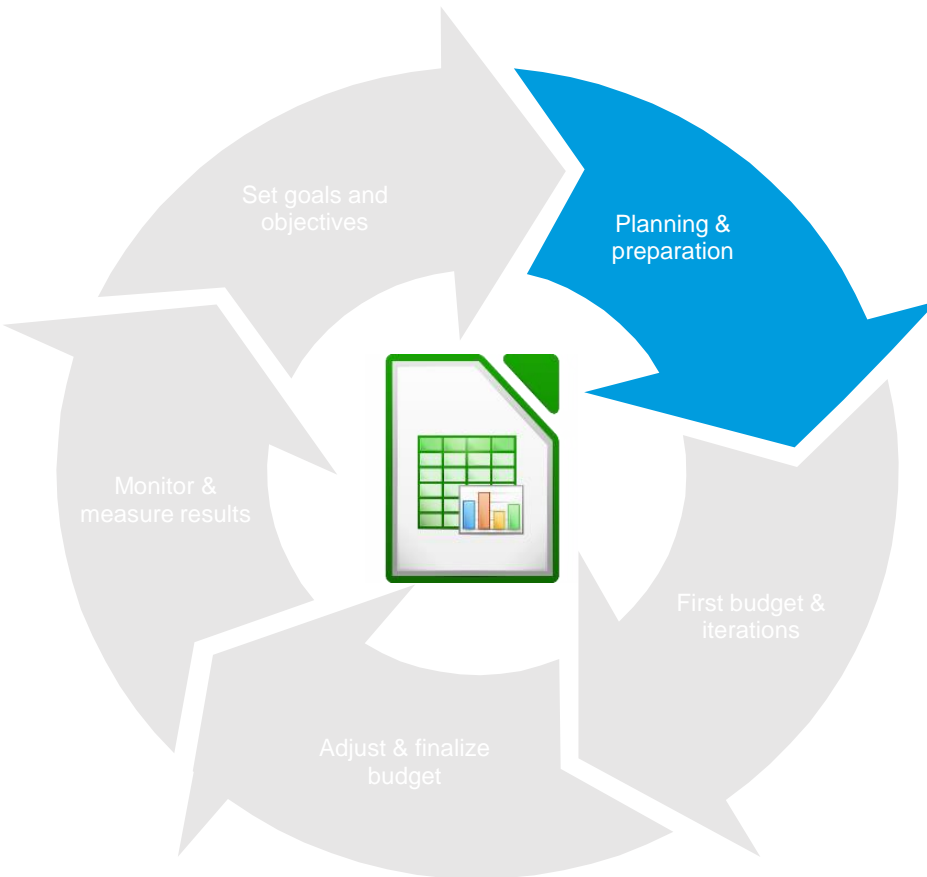 Set goals and
objectives
Planning &
preparation
First budget &
iterations
Adjust & finalize
budget
Monitor &
measure results